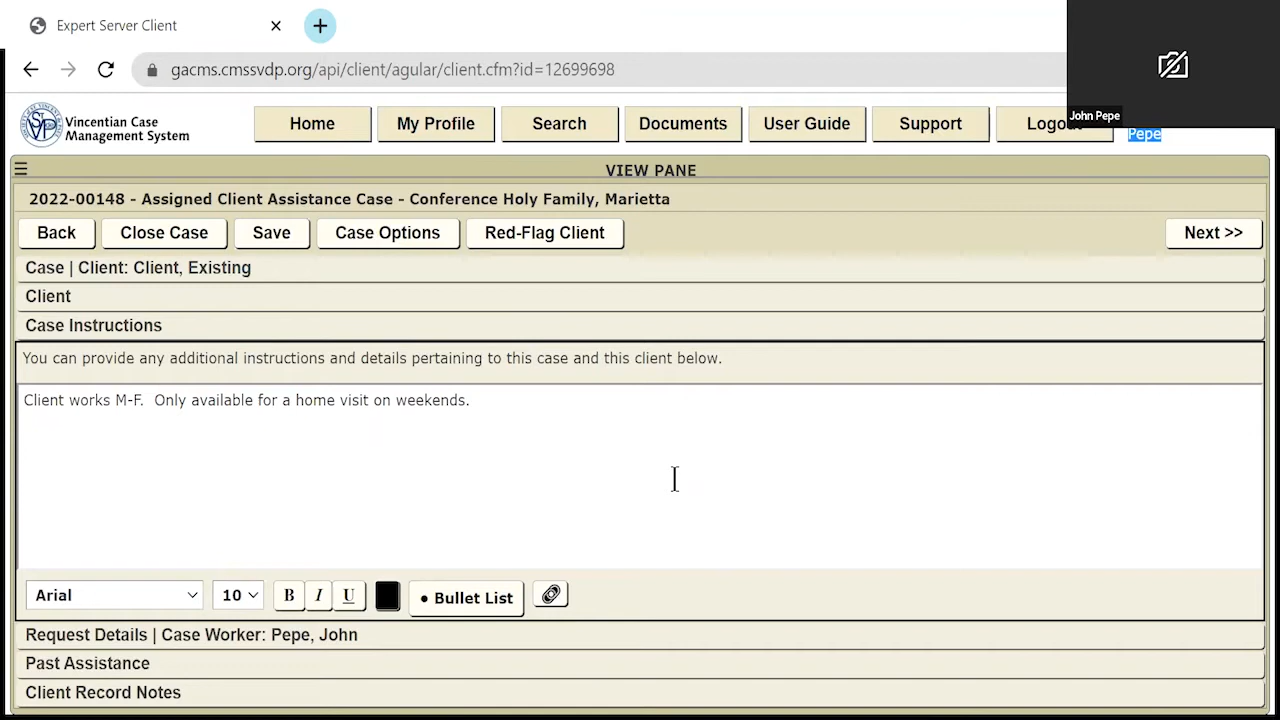 Expert Server Client
gacms.cmssvdp.org/api/client/agular/client.cfm?id=12699698
SVDP
Vincentian Case
Management System
Home
My Profile
Search
Documents
User Guide
Support
Logout
John Pepe
Pepe
VIEW PANE
2022-00148 - Assigned Client Assistance Case - Conference Holy Family, Marietta
Back
Close Case
Save
Case Options
Red-Flag Client
Next >>
Case | Client: Client, Existing
Client
Case Instructions
You can provide any additional instructions and details pertaining to this case and this client below.
Client works M-F.  Only available for a home visit on weekends.
Arial
10
B
I
U
• Bullet List
Request Details | Case Worker: Pepe, John
Past Assistance
Client Record Notes